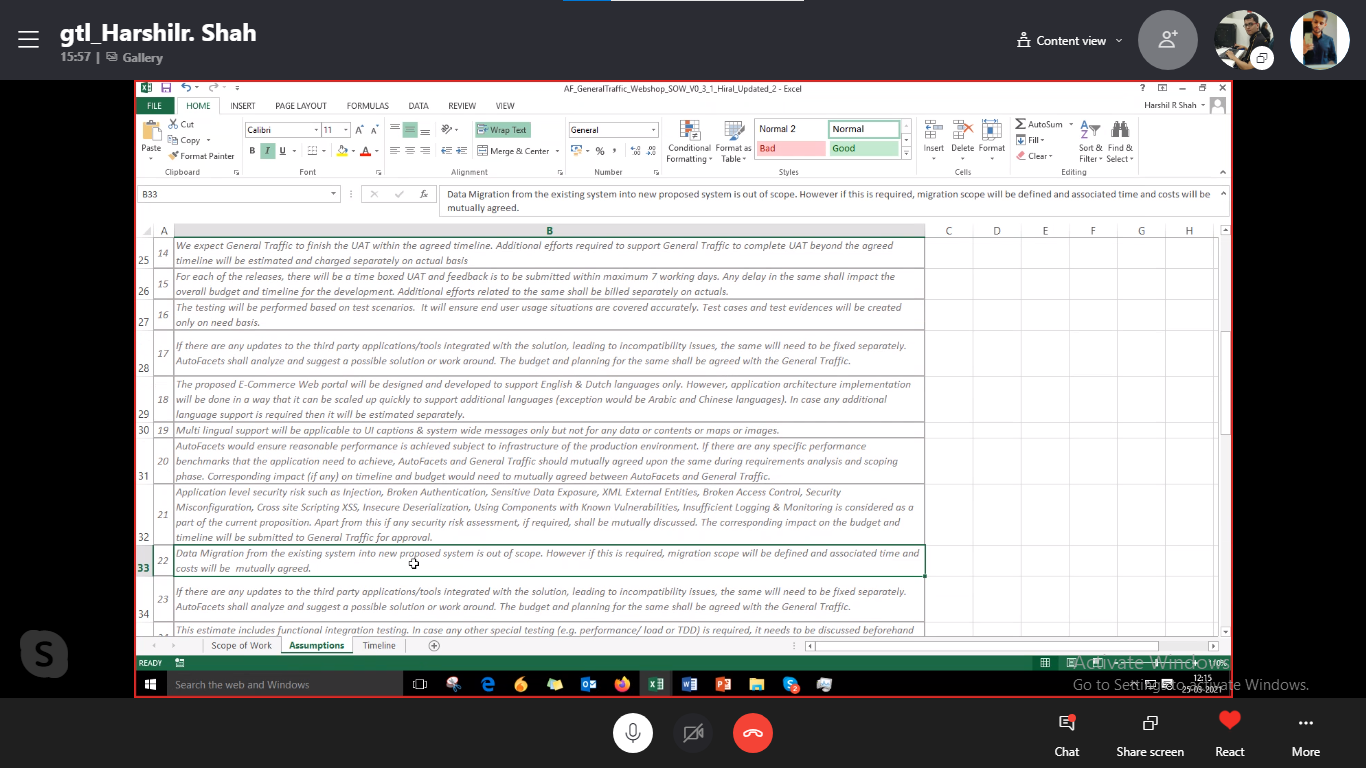 gtl_Harshilr. Shah
15:57 | Gallery
Content view
AF_GeneralTraffic_Webshop_SOW_V0_3_1_Hiral_Updated_2 - Excel
FILE HOME INSERT PAGE LAYOUT FORMULAS DATA REVIEW VIEW
Harshil R Shah
Paste
Cut
Copy
Format Painter
Clipboard
Calibri 11
B I U
Font
Wrap Text
Merge & Center
Alignment
General
Number
Conditional Formatting
Format as Table
Normal 2 Normal
Bad Good
Styles
Insert Delete Format
Cells
AutoSum
Fill
Clear
Sort & Filter
Find & Select
Editing
B33
Data Migration from the existing system into new proposed system is out of scope. However if this is required, migration scope will be defined and associated time and costs will be
mutually agreed.
A B C D E F G H
25 14 We expect General Traffic to finish the UAT within the agreed timeline. Additional efforts required to support General Traffic to complete UAT beyond the agreed
timeline will be estimated and charged separately on actual basis
26 15 For each of the releases, there will be a time boxed UAT and feedback is to be submitted within maximum 7 working days. Any delay in the same shall impact the
overall budget and timeline for the development. Additional efforts related to the same shall be billed separately on actuals.
27 16 The testing will be performed based on test scenarios.  It will ensure end user usage situations are covered accurately. Test cases and test evidences will be created
only on need basis.
28 17 If there are any updates to the third party applications/tools integrated with the solution, leading to incompatibility issues, the same will need to be fixed separately.
AutoFacets shall analyze and suggest a possible solution or work around. The budget and planning for the same shall be agreed with the General Traffic.
29 18 The proposed E-Commerce Web portal will be designed and developed to support English & Dutch languages only. However, application architecture implementation
will be done in a way that it can be scaled up quickly to support additional languages (exception would be Arabic and Chinese languages). In case any additional
language support is required then it will be estimated separately.
30 19 Multi lingual support will be applicable to UI captions & system wide messages only but not for any data or contents or maps or images.
31 20 AutoFacets would ensure reasonable performance is achieved subject to infrastructure of the production environment. If there are any specific performance
benchmarks that the application need to achieve, AutoFacets and General Traffic should mutually agreed upon the same during requirements analysis and scoping
phase. Corresponding impact (if any) on timeline and budget would need to mutually agreed between AutoFacets and General Traffic.
32 21 Application level security risk such as Injection, Broken Authentication, Sensitive Data Exposure, XML External Entities, Broken Access Control, Security
Misconfiguration, Cross site Scripting XSS, Insecure Deserialization, Using Components with Known Vulnerabilities, Insufficient Logging & Monitoring is considered as a
part of the current proposition. Apart from this if any security risk assessment, if required, shall be mutually discussed. The corresponding impact on the budget and
timeline will be submitted to General Traffic for approval.
33 22 Data Migration from the existing system into new proposed system is out of scope. However if this is required, migration scope will be defined and associated time and
costs will be  mutually agreed.
34 23 If there are any updates to the third party applications/tools integrated with the solution, leading to incompatibility issues, the same will need to be fixed separately.
AutoFacets shall analyze and suggest a possible solution or work around. The budget and planning for the same shall be agreed with the General Traffic.
This estimate includes functional integration testing. In case any other special testing (e.g. performance/ load or TDD) is required, it needs to be discussed beforehand
Scope of Work Assumptions Timeline
READY
Activate Windows
Go to Settings to activate Windows.
Search the web and Windows
12:15
25-03-2021
Chat Share screen React More